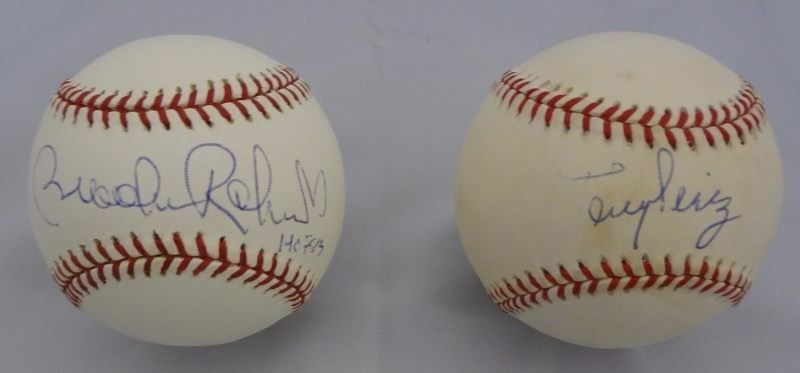 Brooks Robinson
HOF 83
Tony Perez